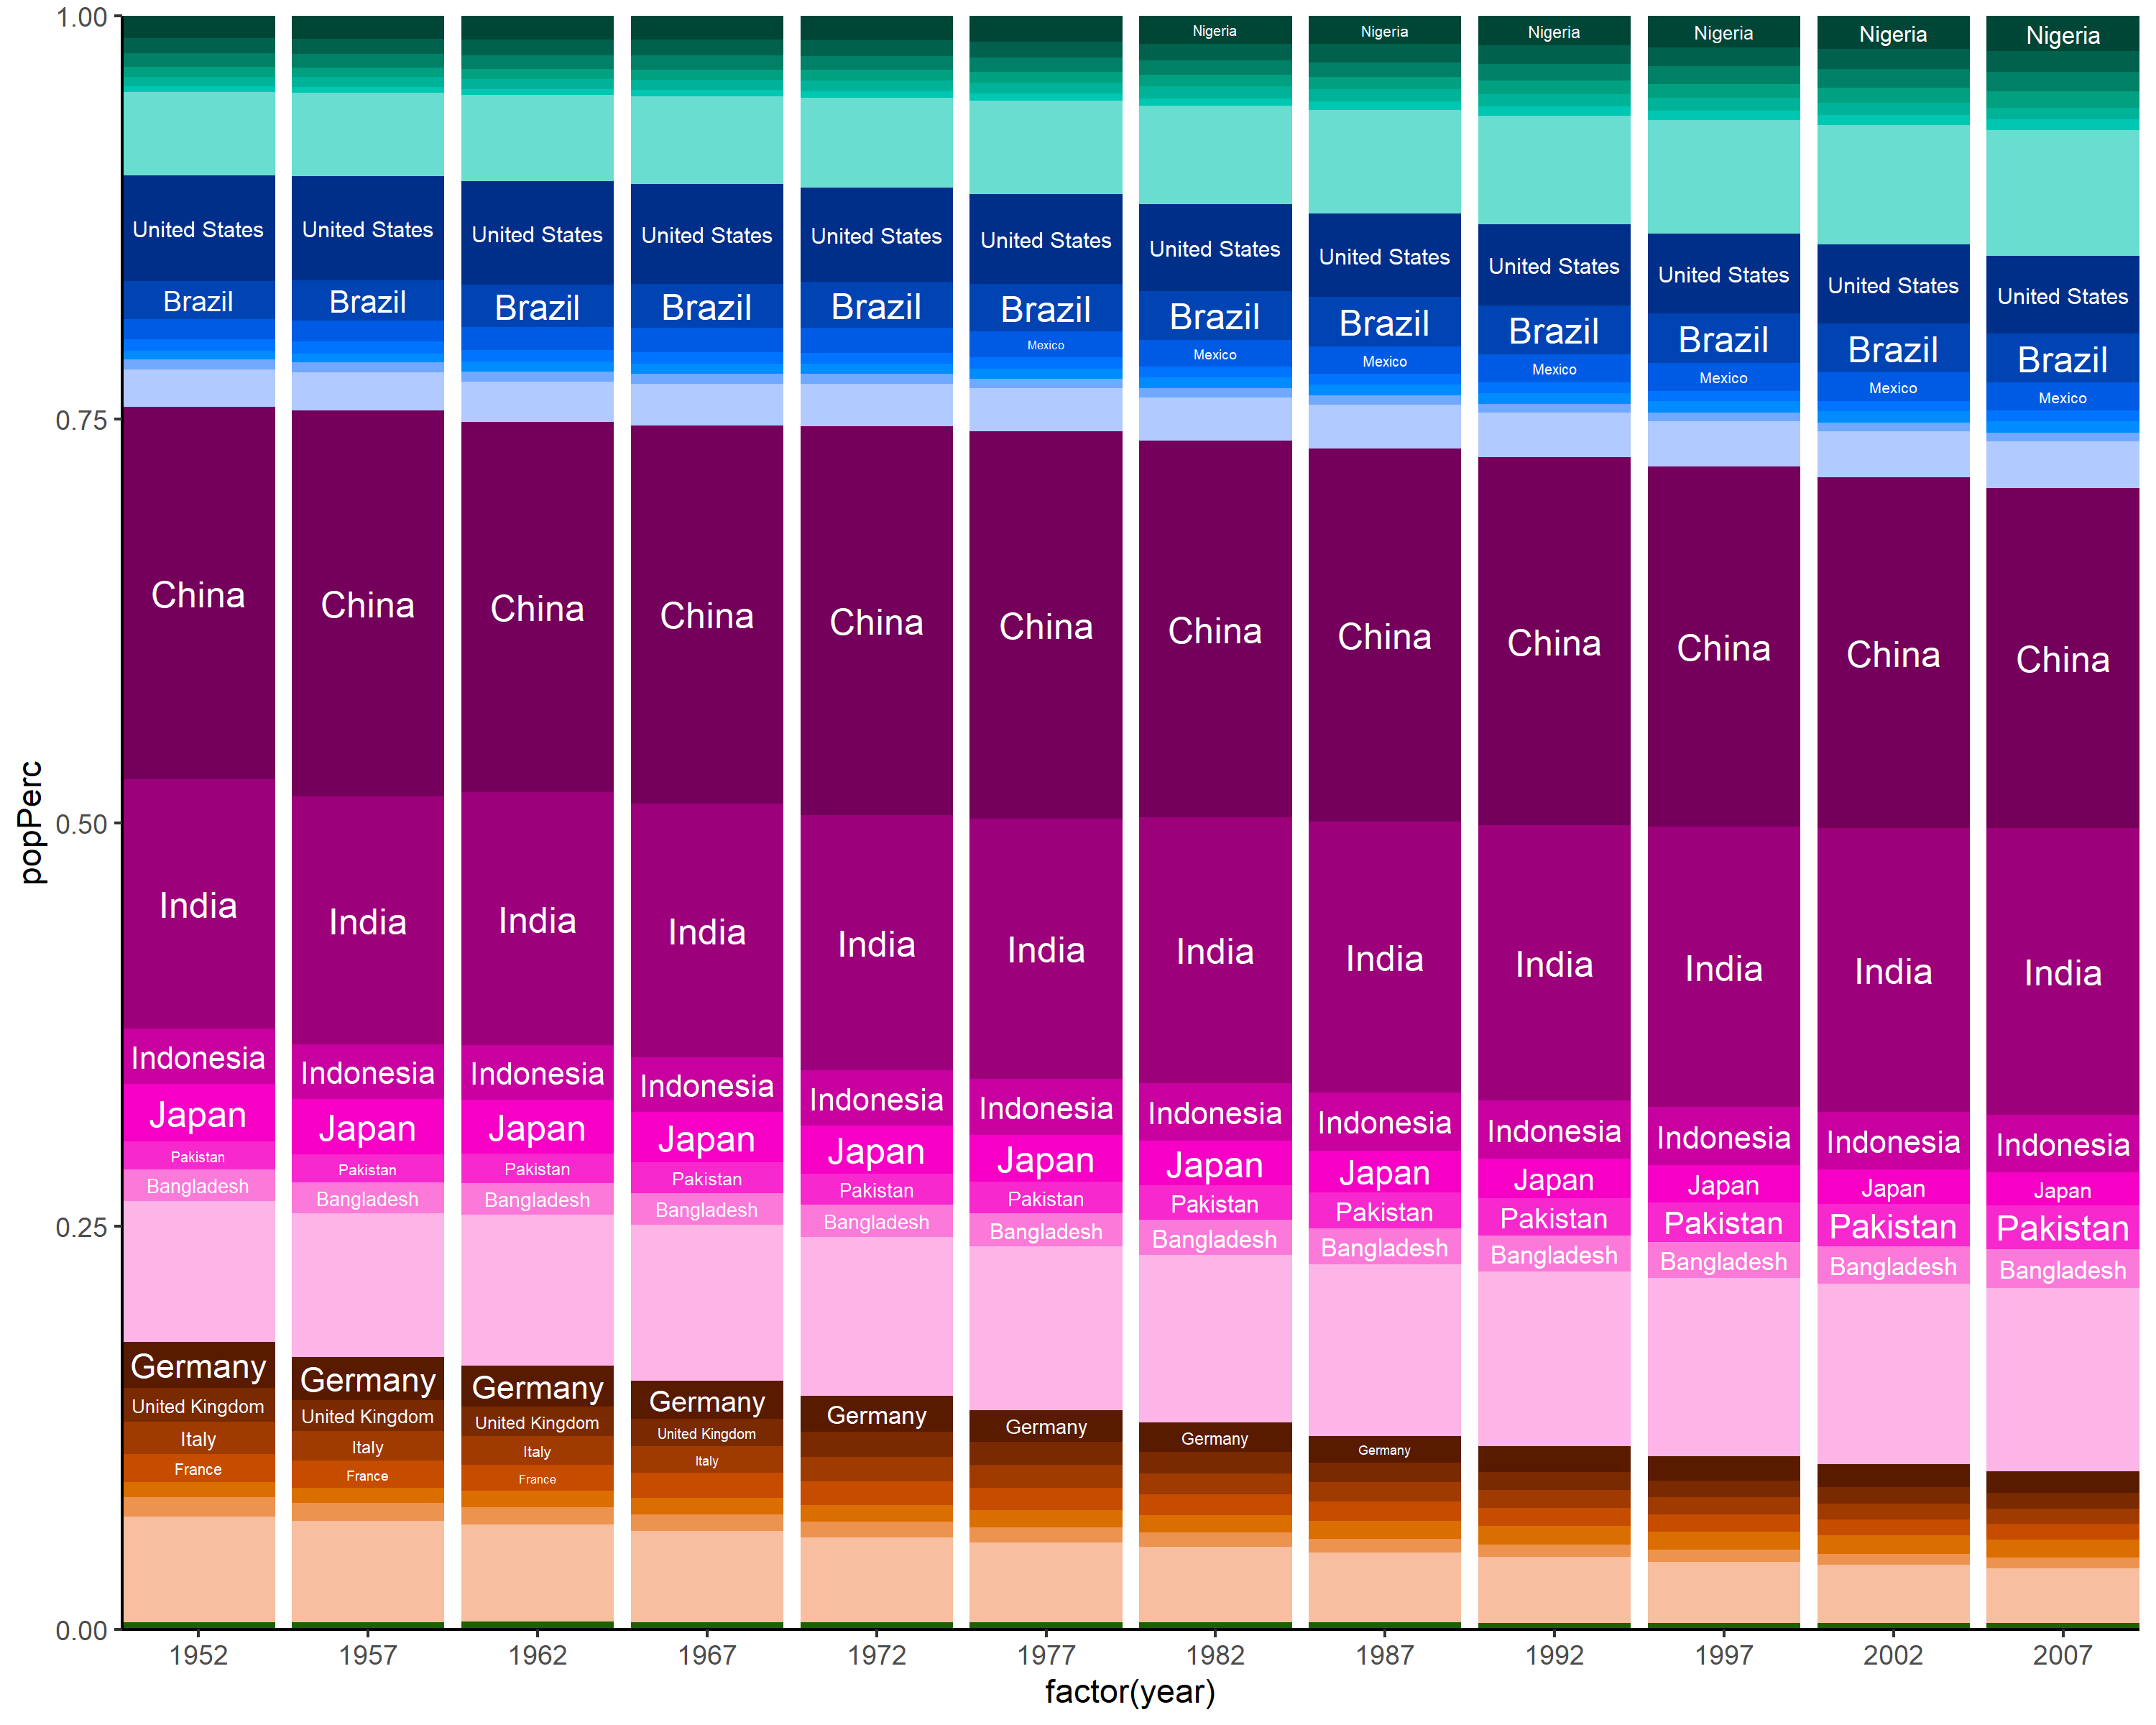 1.00
0.75
0.50
0.25
0.00
popPerc
United States
Brazil
China
India
Indonesia
Japan
Pakistan
Bangladesh
Germany
United Kingdom
Italy
France
1952
United States
Brazil
China
India
Indonesia
Japan
Pakistan
Bangladesh
Germany
United Kingdom
Italy
France
1957
United States
Brazil
China
India
Indonesia
Japan
Pakistan
Bangladesh
Germany
United Kingdom
Italy
France
1962
United States
Brazil
China
India
Indonesia
Japan
Pakistan
Bangladesh
Germany
United Kingdom
Italy
1967
United States
Brazil
China
India
Indonesia
Japan
Pakistan
Bangladesh
Germany
1972
United States
Brazil
Mexico
China
India
Indonesia
Japan
Pakistan
Bangladesh
Germany
1977
Nigeria
United States
Brazil
Mexico
China
India
Indonesia
Japan
Pakistan
Bangladesh
Germany
1982
Nigeria
United States
Brazil
Mexico
China
India
Indonesia
Japan
Pakistan
Bangladesh
Germany
1987
Nigeria
United States
Brazil
Mexico
China
India
Indonesia
Japan
Pakistan
Bangladesh
1992
Nigeria
United States
Brazil
Mexico
China
India
Indonesia
Japan
Pakistan
Bangladesh
1997
Nigeria
United States
Brazil
Mexico
China
India
Indonesia
Japan
Pakistan
Bangladesh
2002
Nigeria
United States
Brazil
Mexico
China
India
Indonesia
Japan
Pakistan
Bangladesh
2007
factor(year)